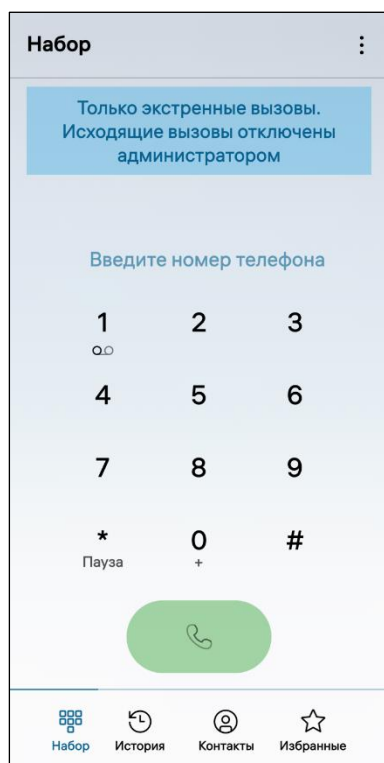 Набор
Только экстренные вызовы.
Исходящие вызовы отключены
администратором
Введите номер телефона
1 2 3
4 5 6
7 8 9
* 0 #
Пауза +
Набор История Контакты Избранные